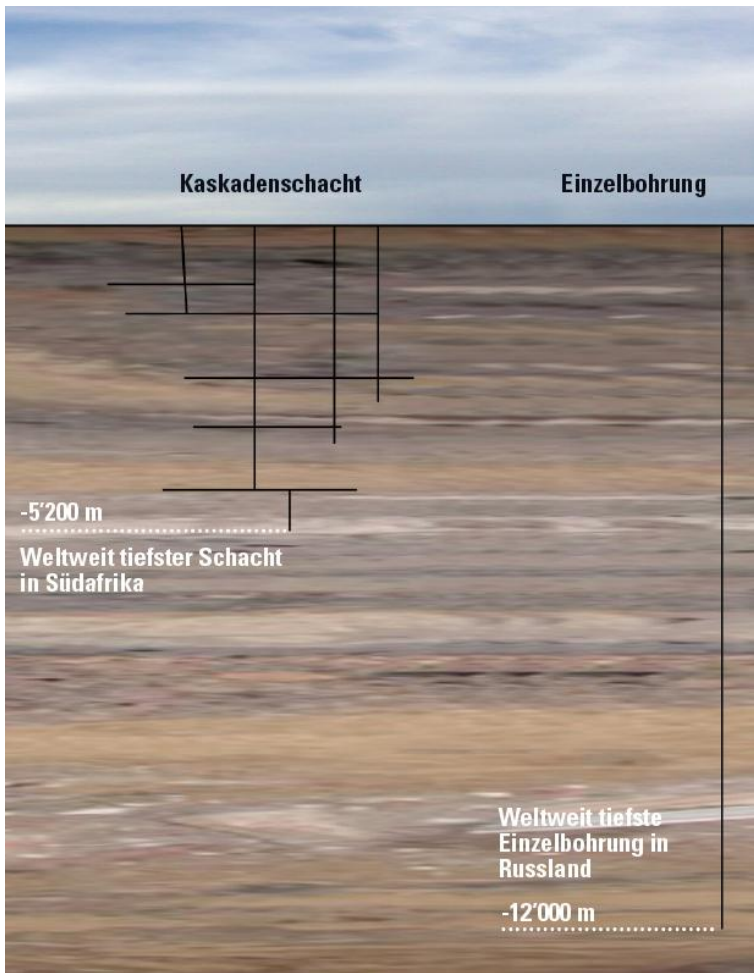 Kaskadenschacht
Einzelbohrung
-5’200 m
Weltweit tiefster Schacht
in Südafrika
Weltweit tiefste
Einzelbohrung in
Russland
-12’000 m